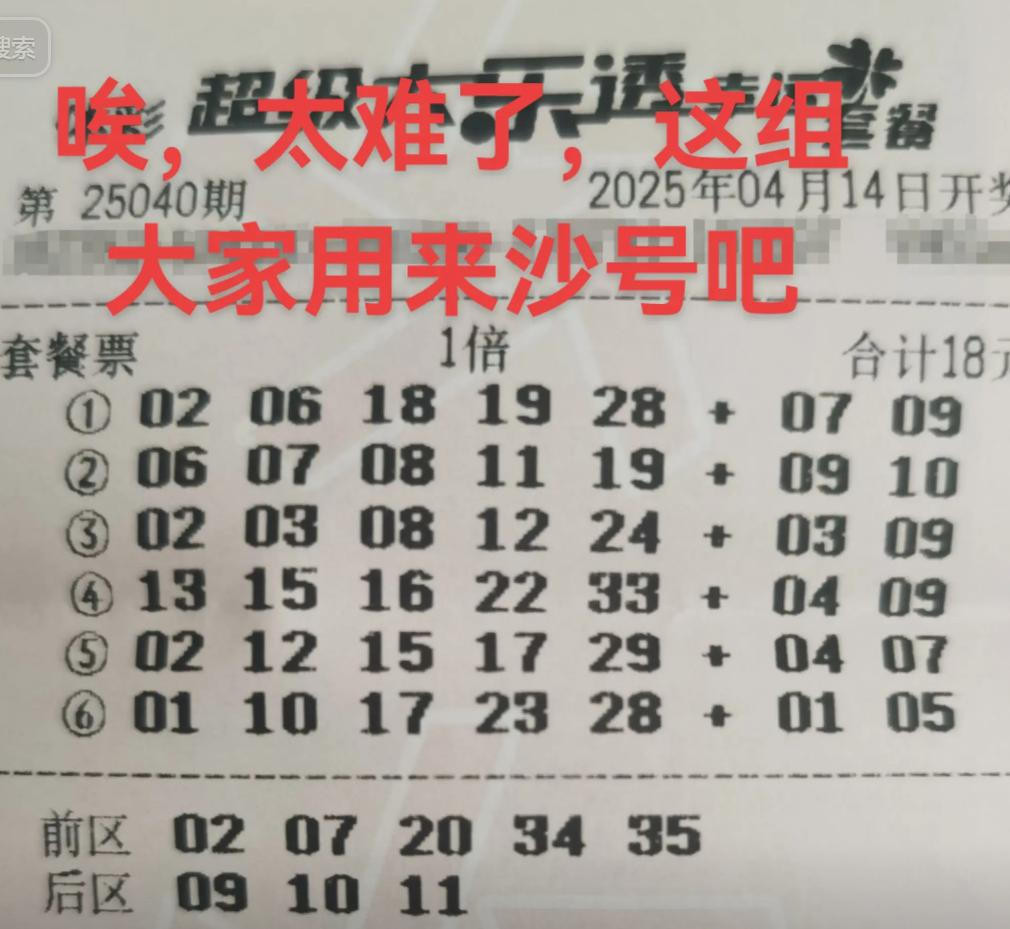 搜索
超级大乐透 套餐
唉，太难了，这组
第 25040期 2025年04月14日开奖
大家用来沙号吧
套餐票 1倍 合计18元
① 02 06 18 19 28 + 07 09
② 06 07 08 11 19 + 09 10
③ 02 03 08 12 24 + 03 09
④ 13 15 16 22 33 + 04 09
⑤ 02 12 15 17 29 + 04 07
⑥ 01 10 17 23 28 + 01 05
前区 02 07 20 34 35
后区 09 10 11